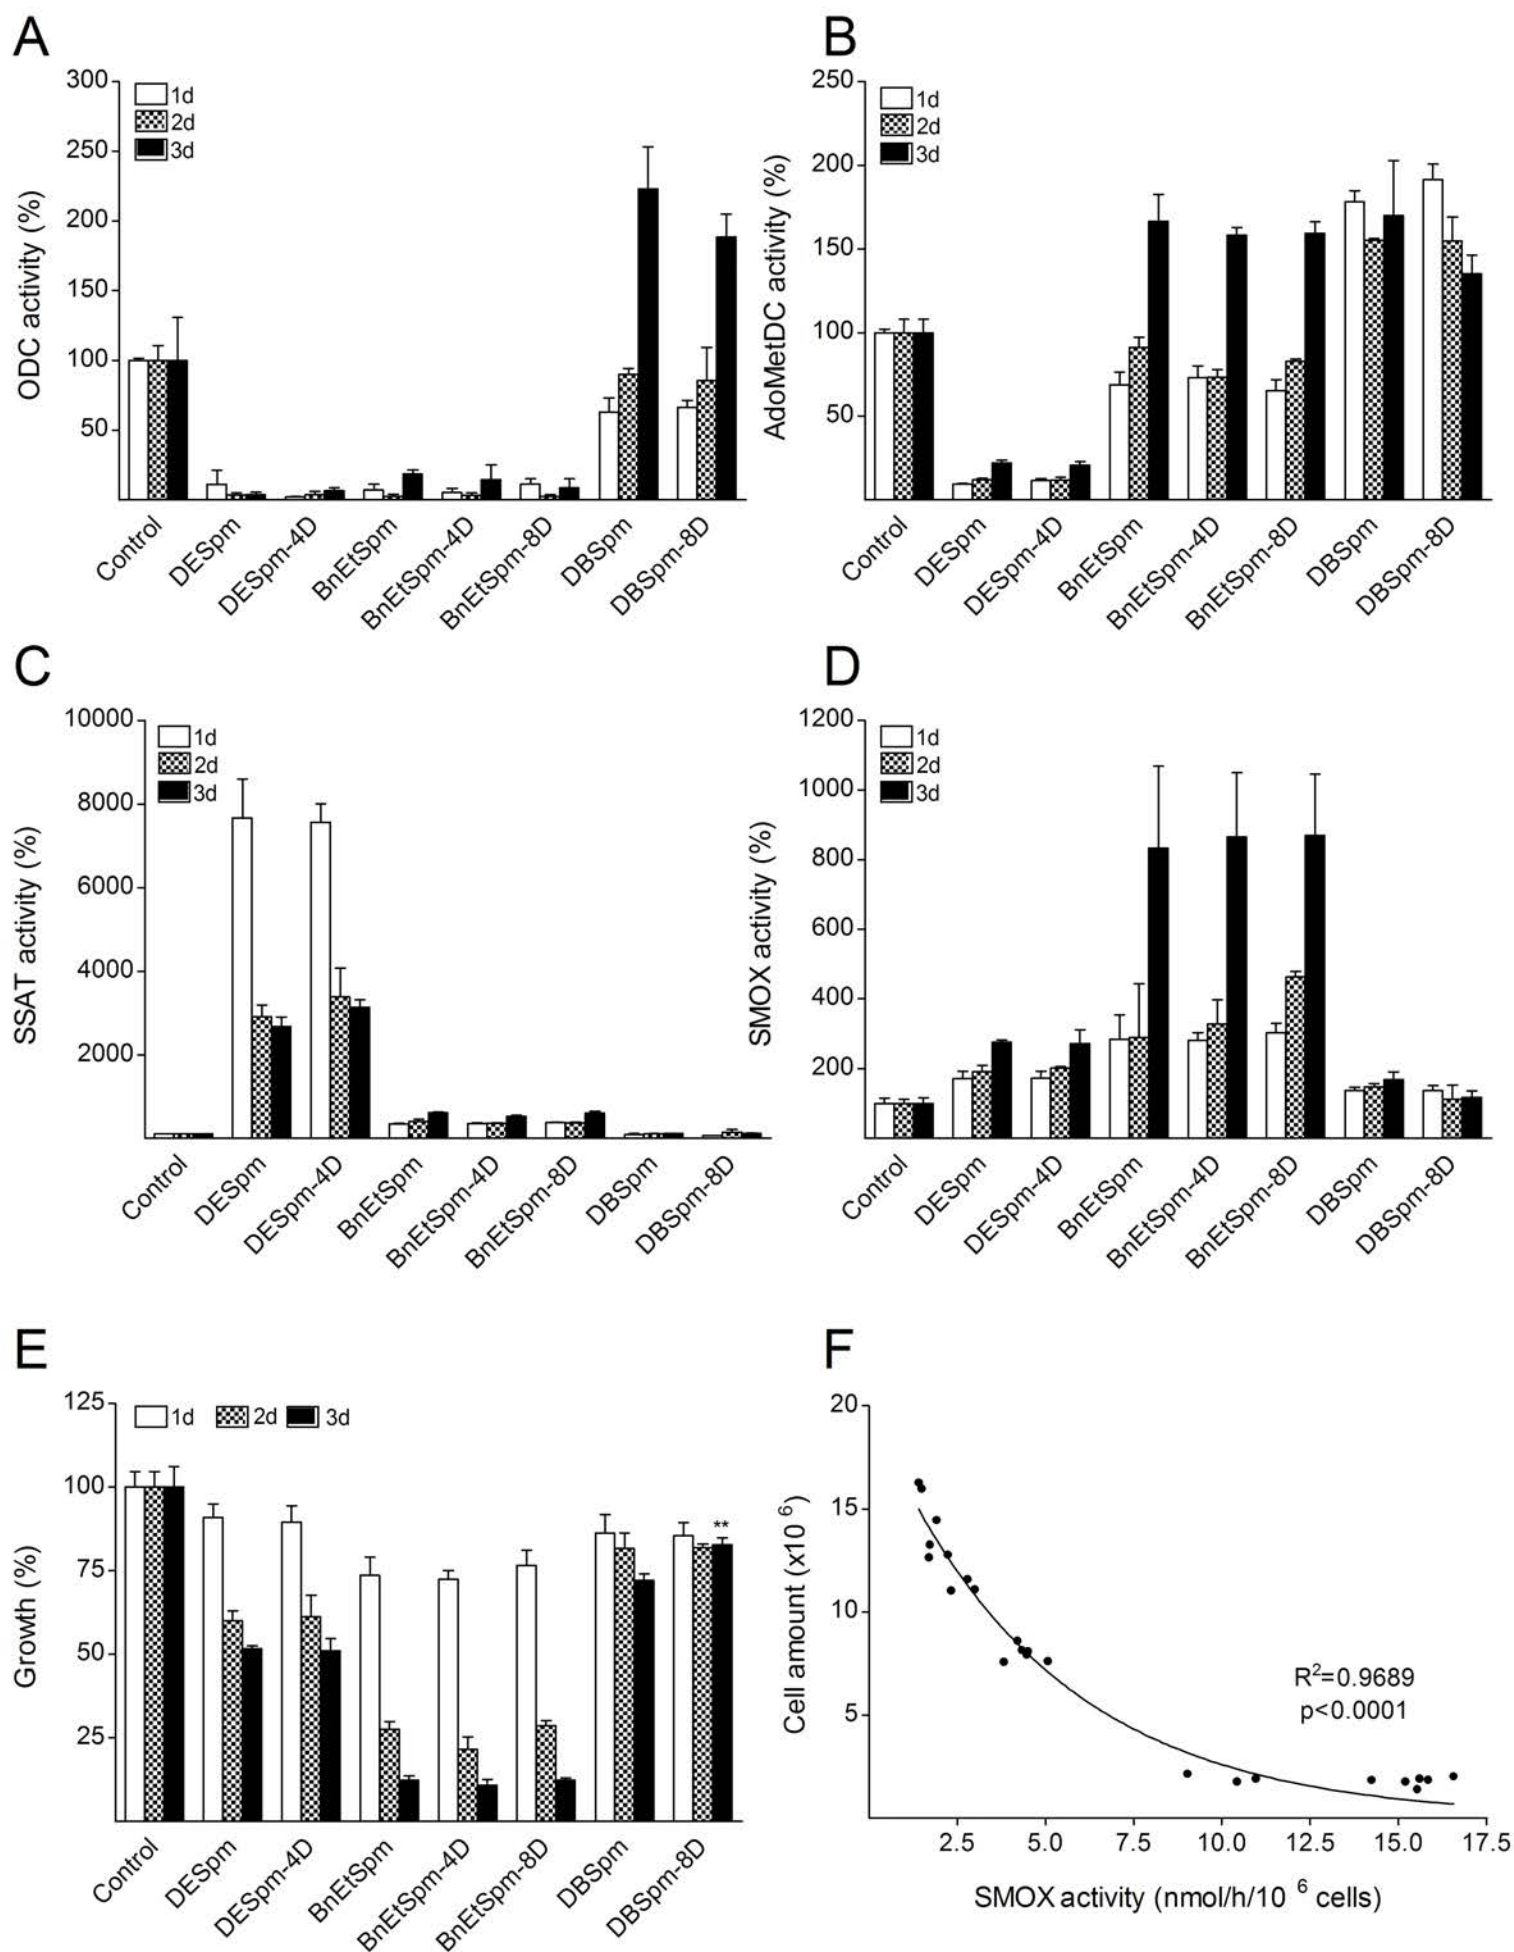 A
300
250
200
150
100
50
ODC activity (%)
1d
2d
3d
Control
DESpm
DESpm-4D
BnEtSpm
BnEtSpm-4D
BnEtSpm-8D
DBSpm
DBSpm-8D
B
250
200
150
100
50
AdoMetDC activity (%)
1d
2d
3d
Control
DESpm
DESpm-4D
BnEtSpm
BnEtSpm-4D
BnEtSpm-8D
DBSpm
DBSpm-8D
C
10000
8000
6000
4000
2000
SSAT activity (%)
1d
2d
3d
Control
DESpm
DESpm-4D
BnEtSpm
BnEtSpm-4D
BnEtSpm-8D
DBSpm
DBSpm-8D
D
1200
1000
800
600
400
200
SMOX activity (%)
1d
2d
3d
Control
DESpm
DESpm-4D
BnEtSpm
BnEtSpm-4D
BnEtSpm-8D
DBSpm
DBSpm-8D
E
125
100
75
50
25
Growth (%)
1d 2d 3d
**
Control
DESpm
DESpm-4D
BnEtSpm
BnEtSpm-4D
BnEtSpm-8D
DBSpm
DBSpm-8D
F
20
15
10
5
Cell amount (x10 ⁶)
R²=0.9689
p<0.0001
2.5 5.0 7.5 10.0 12.5 15.0 17.5
SMOX activity (nmol/h/10 ⁶ cells)